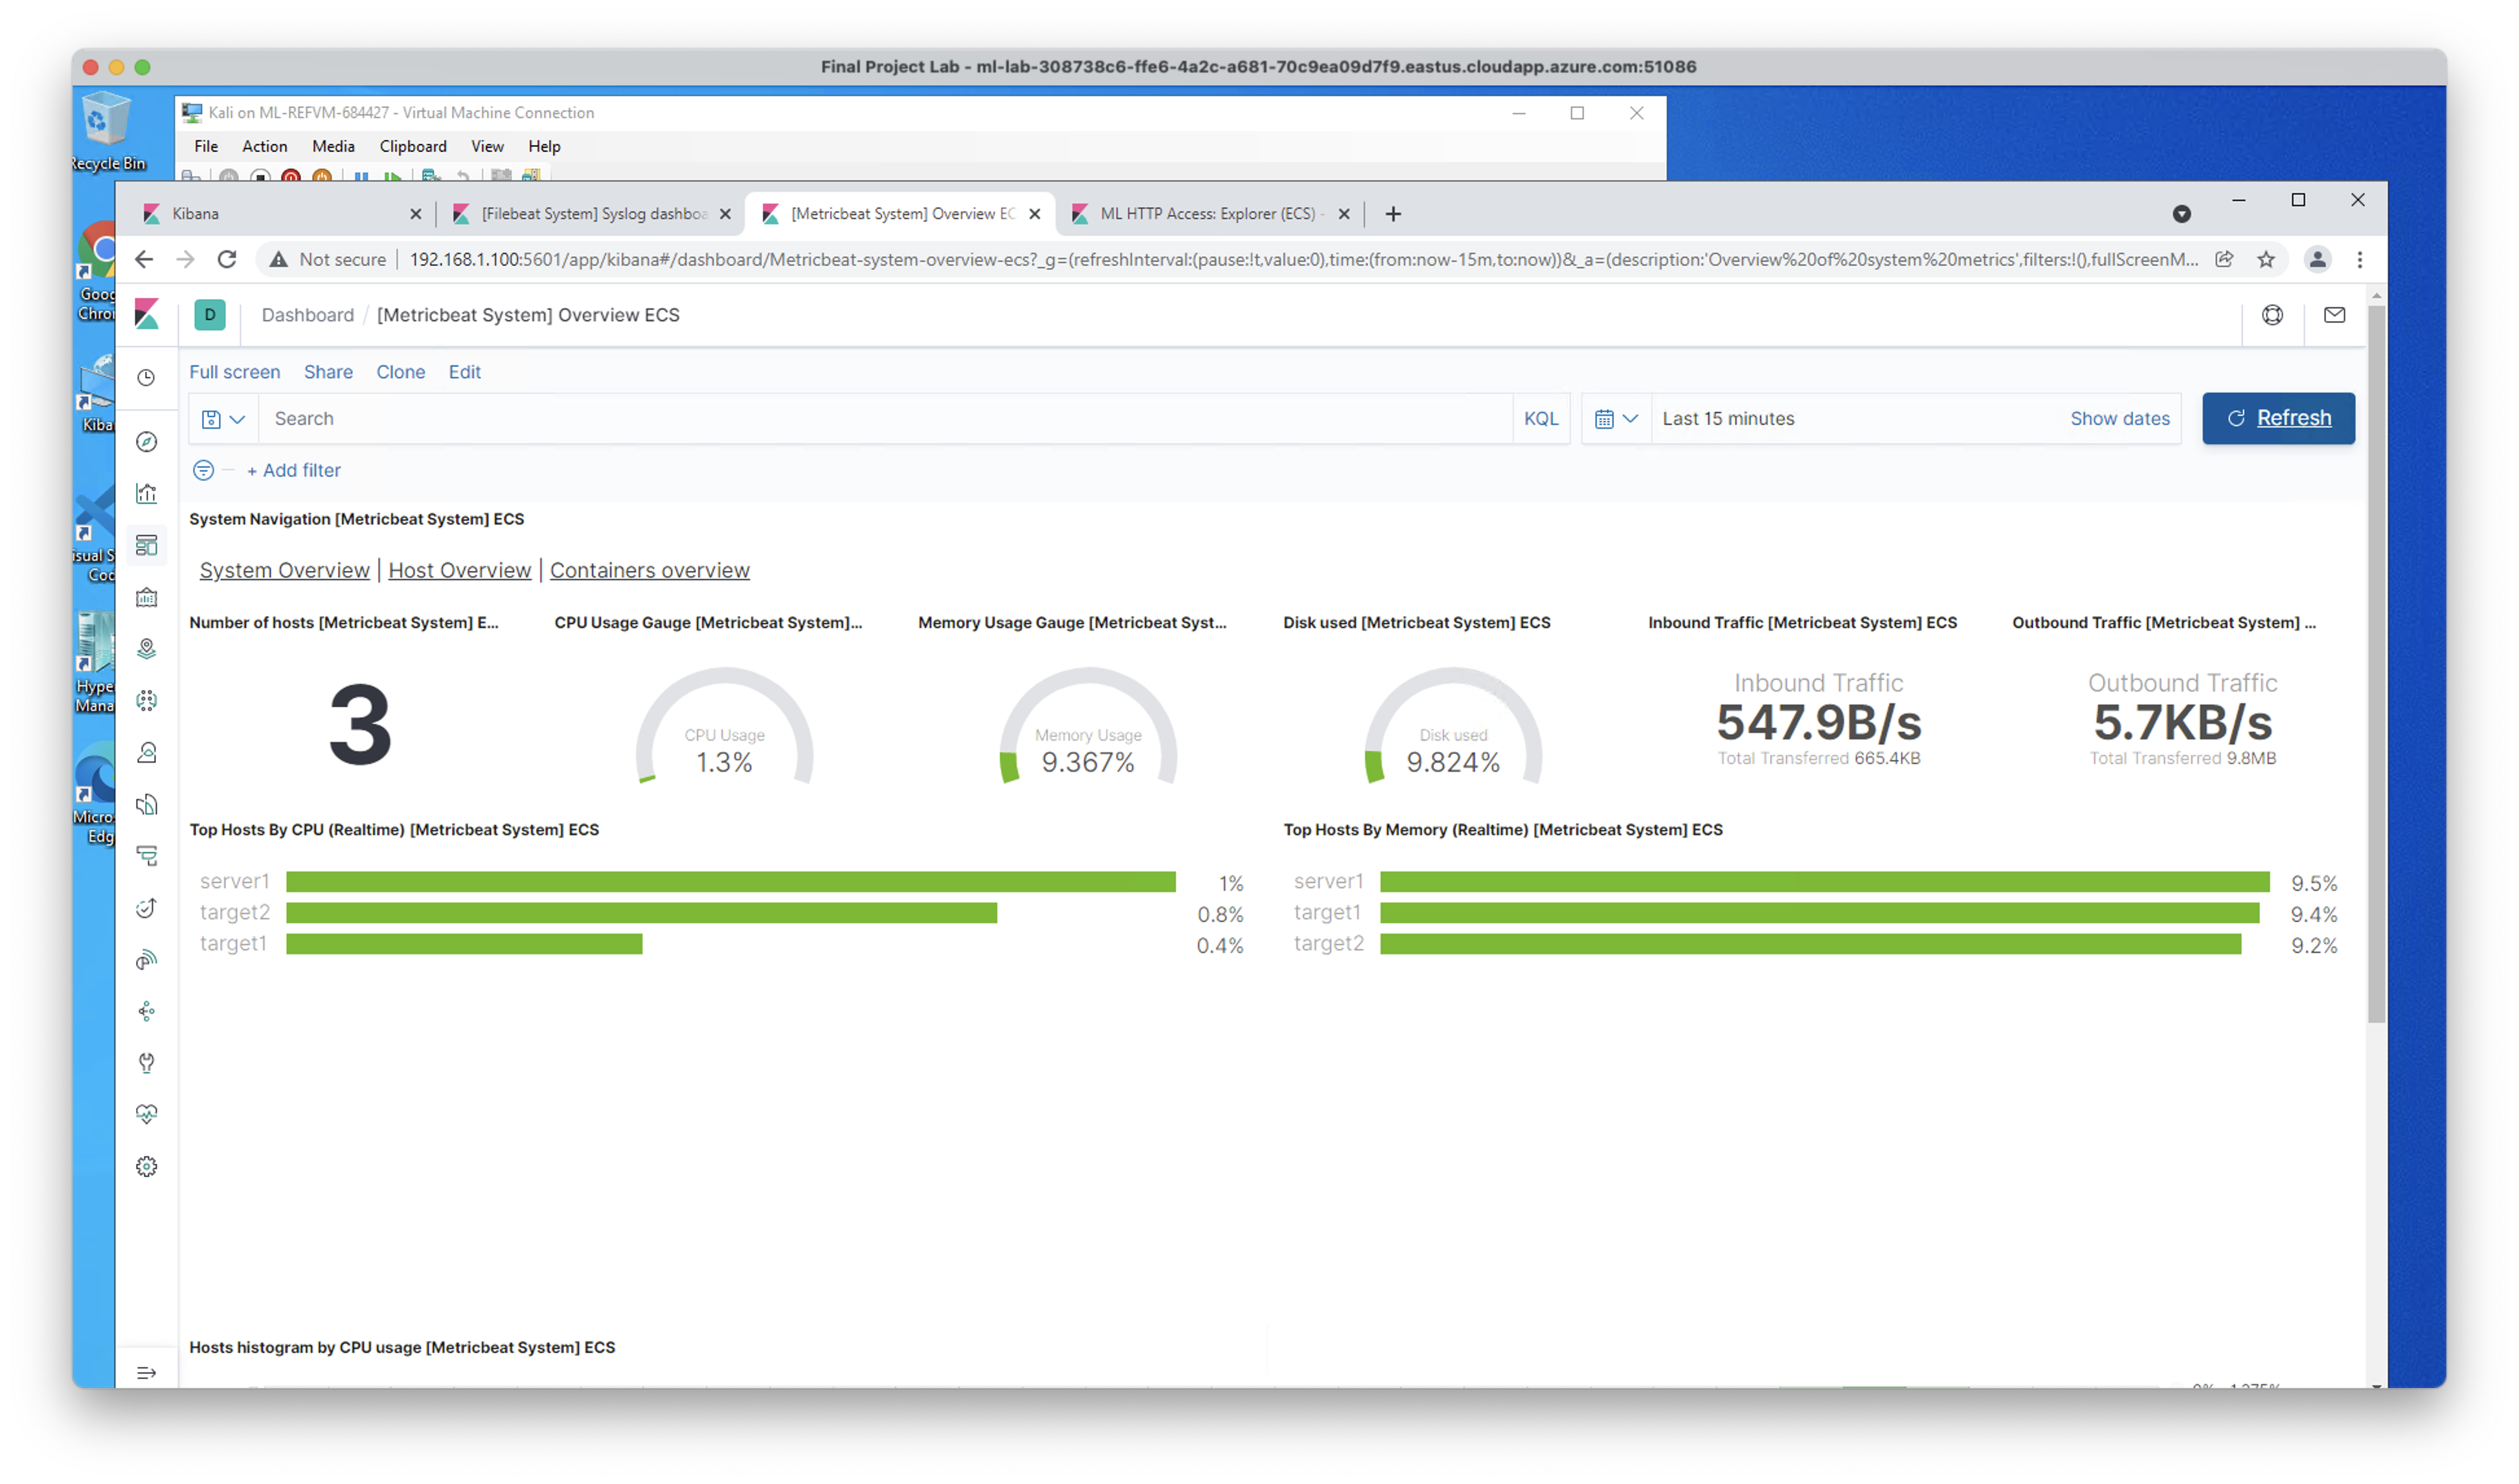 Final Project Lab - ml-lab-308738c6-ffe6-4a2c-a681-70c9ea09d7f9.eastus.cloudapp.azure.com:51086
Recycle Bin
Kali on ML-REFVM-684427 - Virtual Machine Connection
File Action Media Clipboard View Help
Kibana
[Filebeat System] Syslog dashboa
[Metricbeat System] Overview EC
ML HTTP Access: Explorer (ECS) -
Not secure
192.168.1.100:5601/app/kibana#/dashboard/Metricbeat-system-overview-ecs?_g=(refreshInterval:(pause:!t,value:0),time:(from:now-15m,to:now))&_a=(description:'Overview%20of%20system%20metrics',filters:!(),fullScreenM...
Goog
Chro
Kiba
isual S
Coc
Hype
Mana
Micro
Edg
D
Dashboard / [Metricbeat System] Overview ECS
Full screen Share Clone Edit
Search
KQL
Last 15 minutes
Show dates
Refresh
+ Add filter
System Navigation [Metricbeat System] ECS
System Overview | Host Overview | Containers overview
Number of hosts [Metricbeat System] E...
3
CPU Usage Gauge [Metricbeat System]...
CPU Usage
1.3%
Memory Usage Gauge [Metricbeat Syst...
Memory Usage
9.367%
Disk used [Metricbeat System] ECS
Disk used
9.824%
Inbound Traffic [Metricbeat System] ECS
Inbound Traffic
547.9B/s
Total Transferred 665.4KB
Outbound Traffic [Metricbeat System] ...
Outbound Traffic
5.7KB/s
Total Transferred 9.8MB
Top Hosts By CPU (Realtime) [Metricbeat System] ECS
server1 1%
target2 0.8%
target1 0.4%
Top Hosts By Memory (Realtime) [Metricbeat System] ECS
server1 9.5%
target1 9.4%
target2 9.2%
Hosts histogram by CPU usage [Metricbeat System] ECS